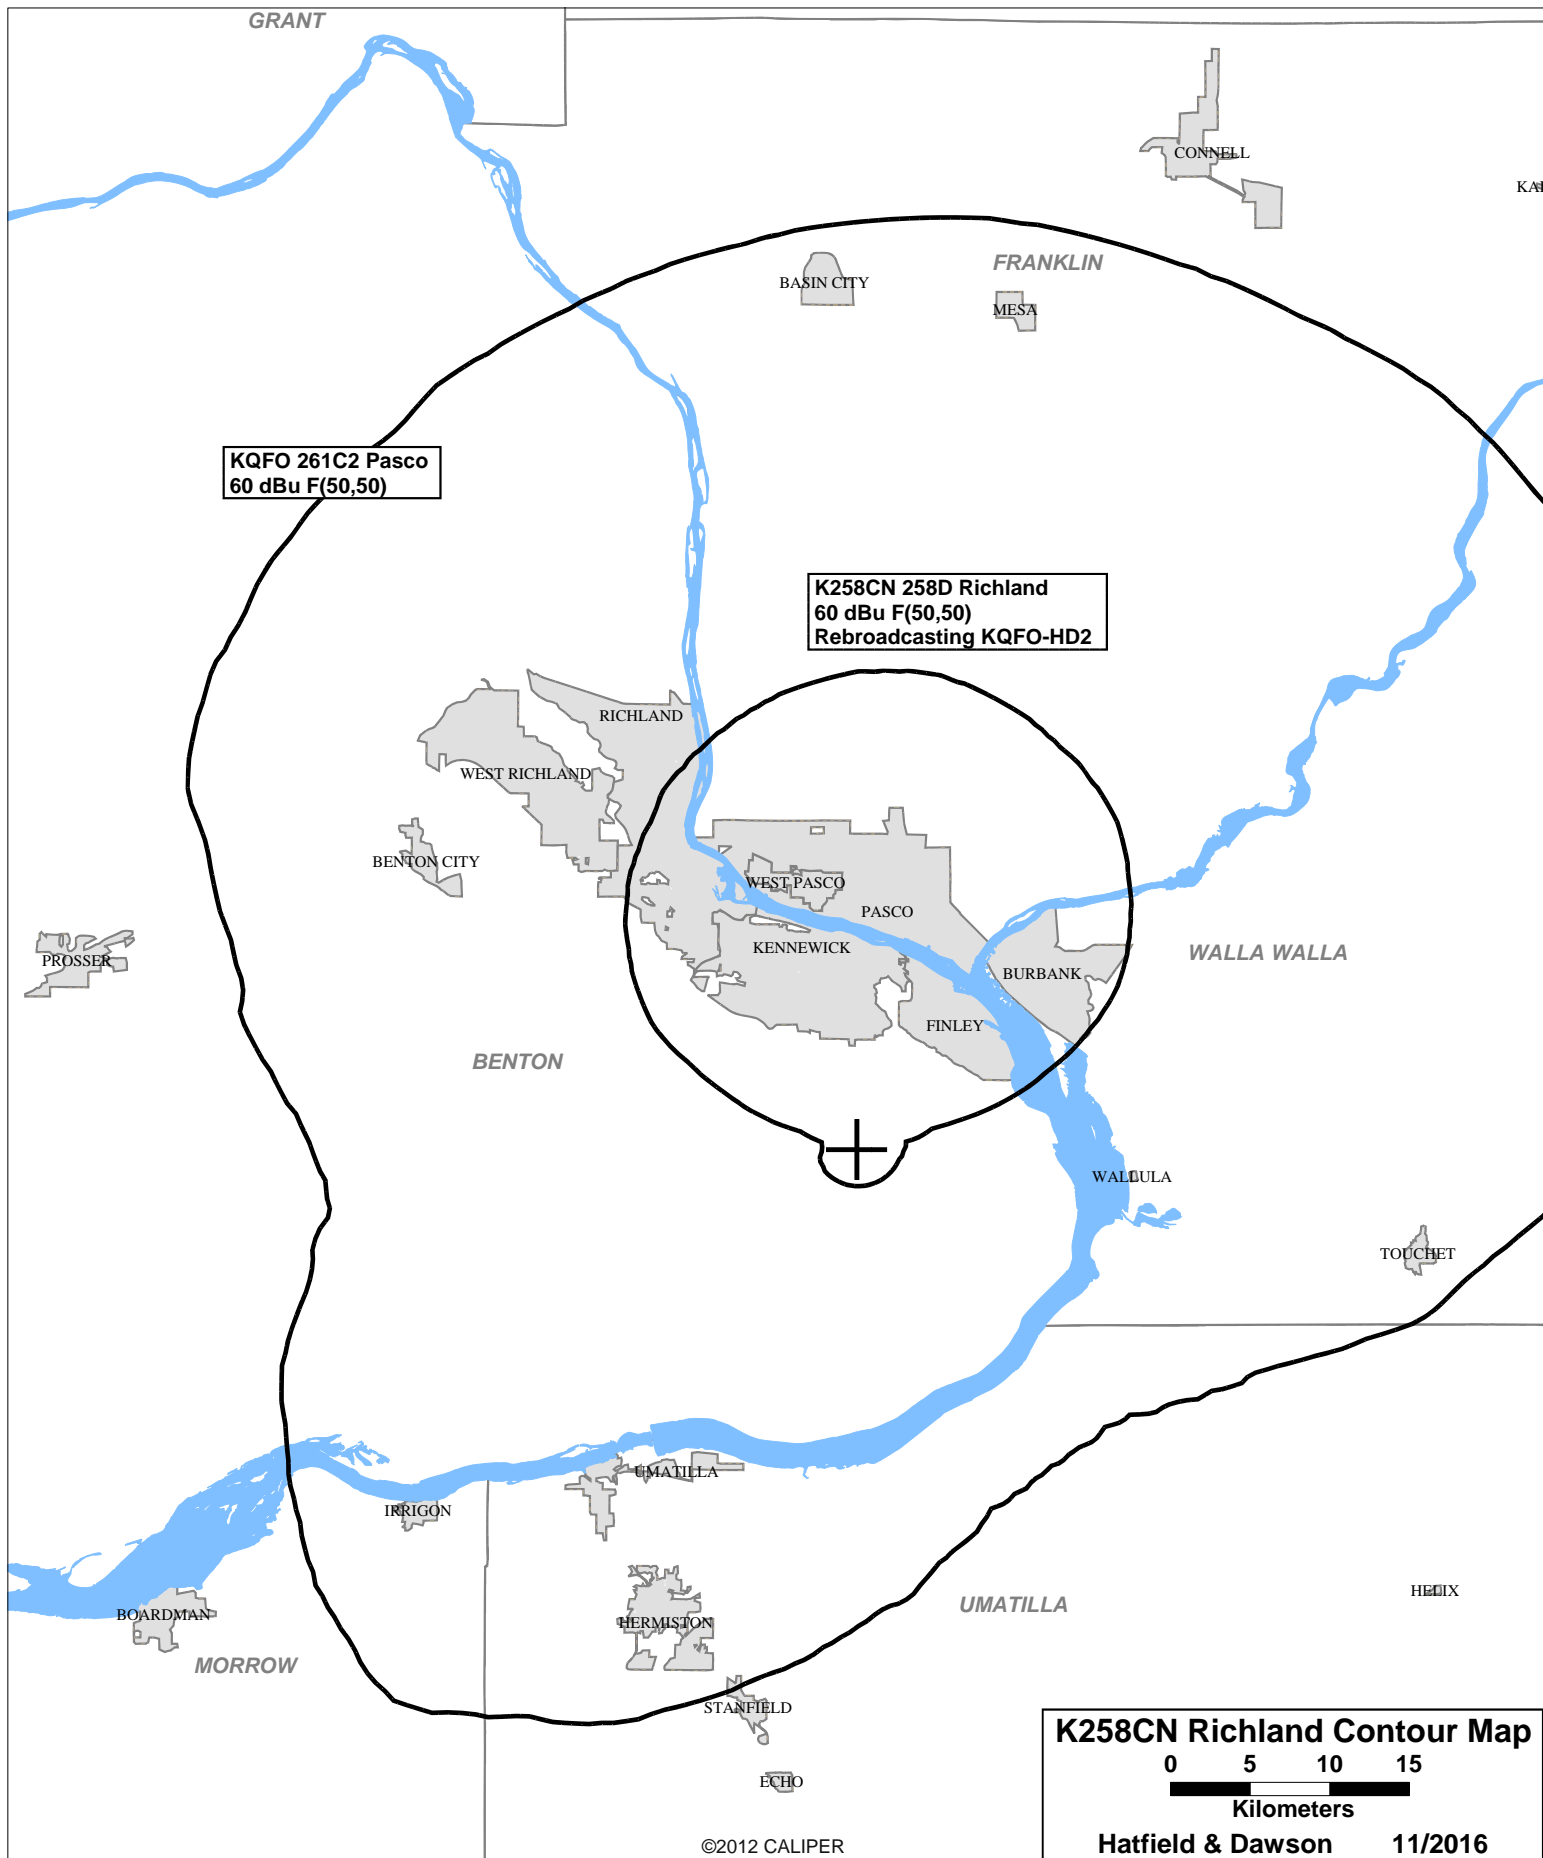 GRANT
CONNELL
FRANKLIN
BASIN CITY
MESA
KQFO 261C2 Pasco
60 dBu F(50,50)
K258CN 258D Richland
60 dBu F(50,50)
Rebroadcasting KQFO-HD2
RICHLAND
WEST RICHLAND
BENTON CITY
WEST PASCO
PASCO
KENNEWICK
WALLA WALLA
PROSSER
BURBANK
FINLEY
BENTON
WALLULA
TOUCHET
UMATILLA
IRRIGON
HELIX
UMATILLA
BOARDMAN
HERMISTON
MORROW
STANFIELD
ECHO
K258CN Richland Contour Map
0 5 10 15
Kilometers
Hatfield & Dawson 11/2016
©2012 CALIPER